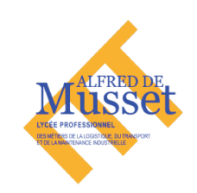 ALFRED DE
Musset
LYCÉE PROFESSIONNEL
DES MÉTIERS DE LA LOGISTIQUE, DU TRANSPORT
ET DE LA MAINTENANCE INDUSTRIELLE